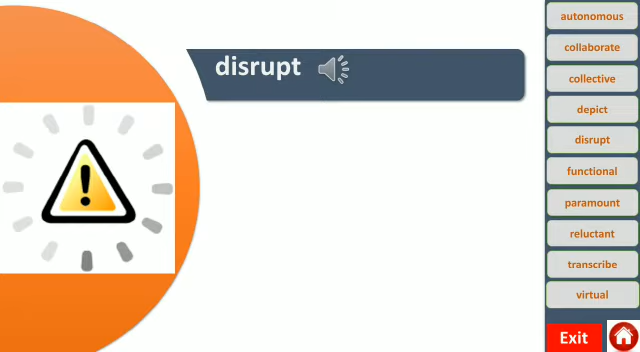 disrupt
autonomous
collaborate
collective
depict
disrupt
functional
paramount
reluctant
transcribe
virtual
Exit